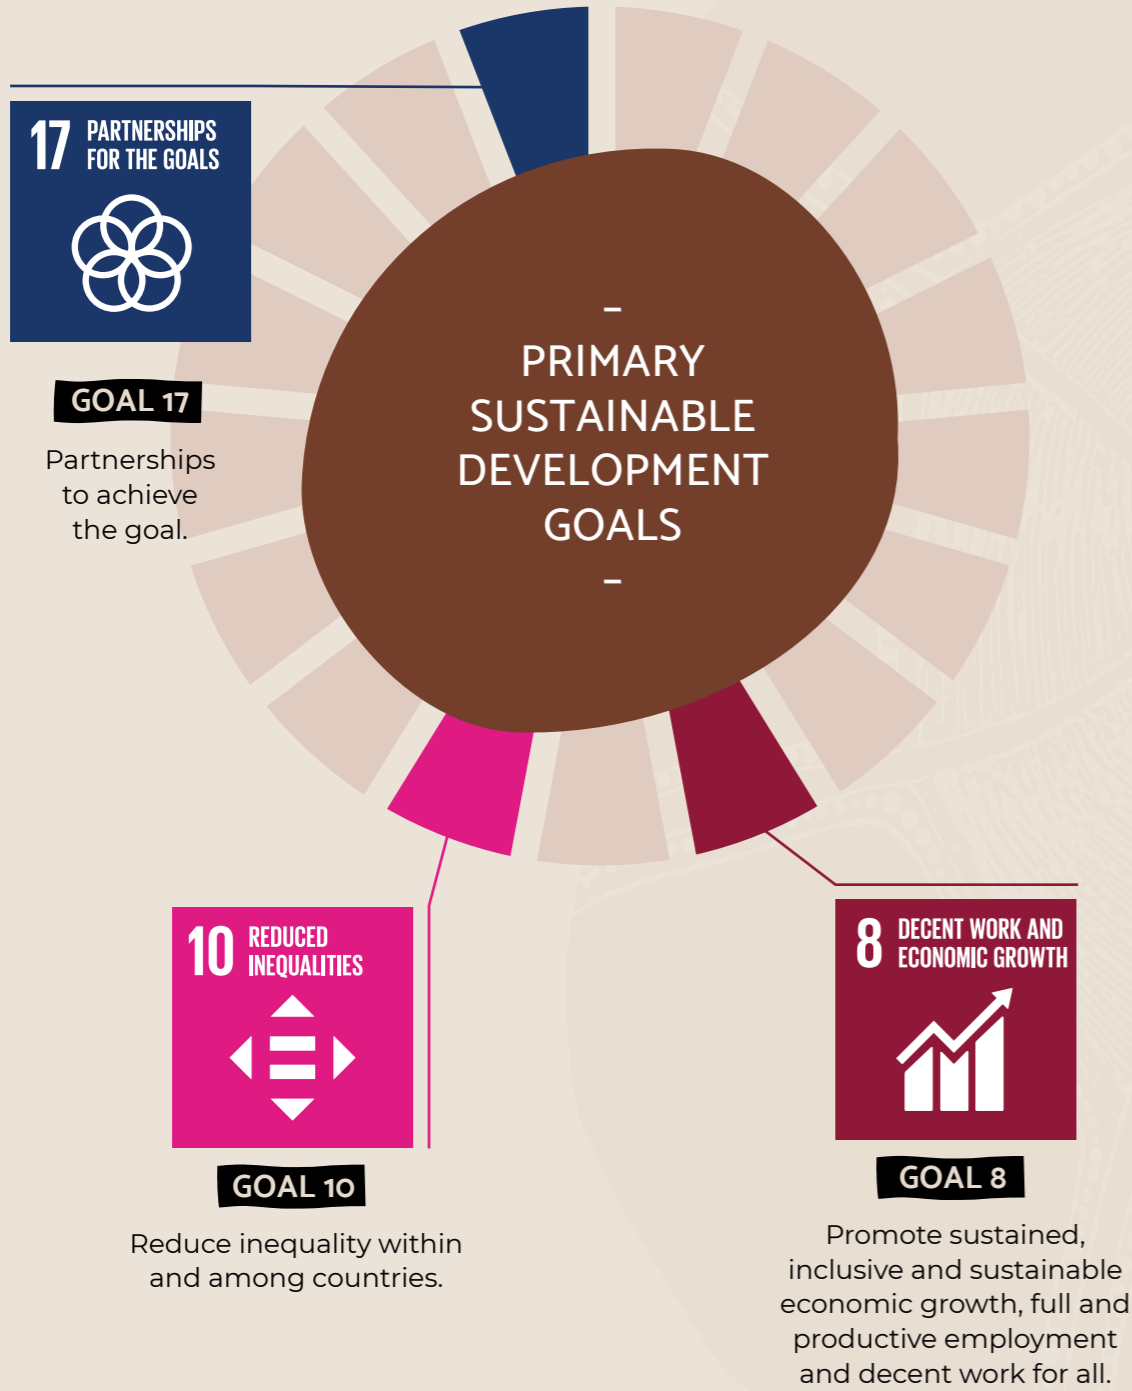 17 PARTNERSHIPS
FOR THE GOALS
GOAL 17
Partnerships
to achieve
the goal.
–
PRIMARY
SUSTAINABLE
DEVELOPMENT
GOALS
–
10 REDUCED
INEQUALITIES
GOAL 10
Reduce inequality within
and among countries.
8 DECENT WORK AND
ECONOMIC GROWTH
GOAL 8
Promote sustained,
inclusive and sustainable
economic growth, full and
productive employment
and decent work for all.